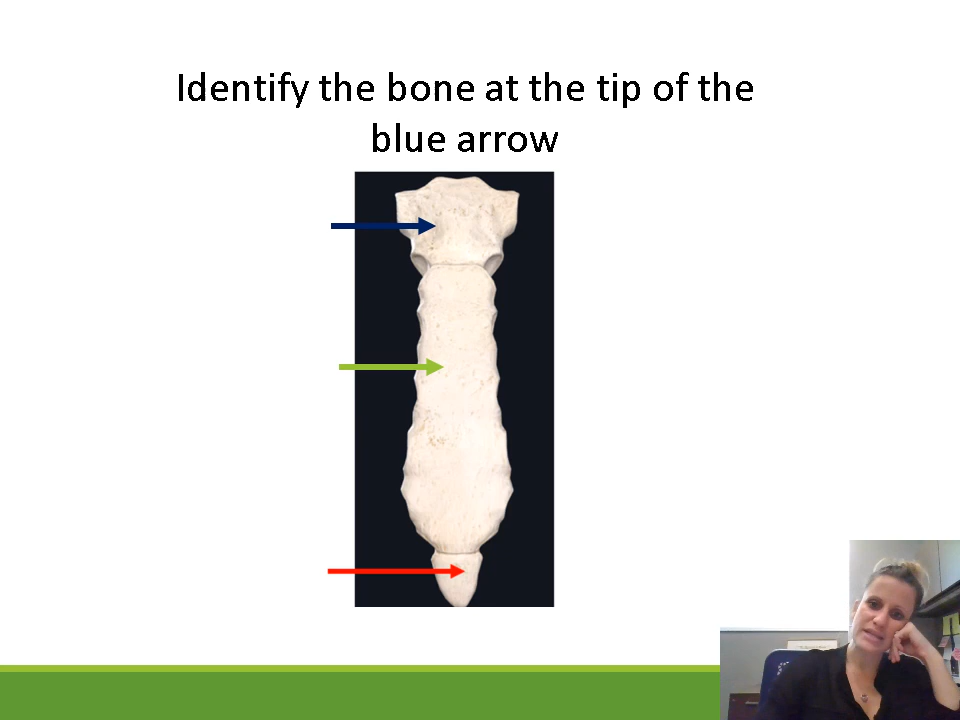 Identify the bone at the tip of the
blue arrow